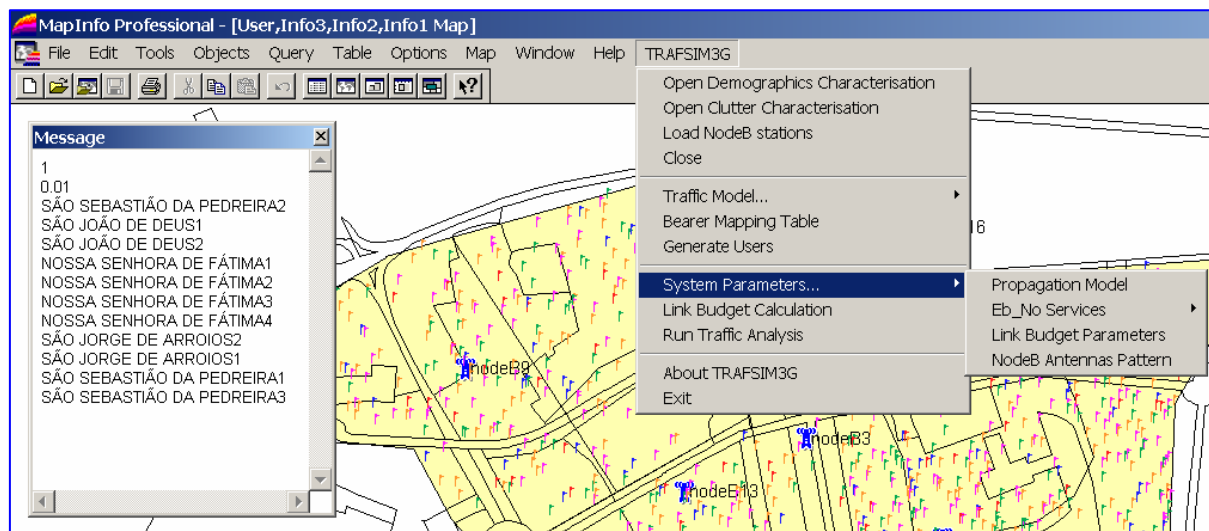 MapInfo Professional - [User,Info3,Info2,Info1 Map]
File Edit Tools Objects Query Table Options Map Window Help TRAFSIM3G
Message
1
0.01
SÃO SEBASTIÃO DA PEDREIRA2
SÃO JOÃO DE DEUS1
SÃO JOÃO DE DEUS2
NOSSA SENHORA DE FÁTIMA1
NOSSA SENHORA DE FÁTIMA2
NOSSA SENHORA DE FÁTIMA3
NOSSA SENHORA DE FÁTIMA4
SÃO JORGE DE ARROIOS2
SÃO JORGE DE ARROIOS1
SÃO SEBASTIÃO DA PEDREIRA1
SÃO SEBASTIÃO DA PEDREIRA3
Open Demographics Characterisation
Open Clutter Characterisation
Load NodeB stations
Close
Traffic Model...
Bearer Mapping Table
Generate Users
System Parameters...
Link Budget Calculation
Run Traffic Analysis
About TRAFSIM3G
Exit
Propagation Model
Eb_No Services
Link Budget Parameters
NodeB Antennas Pattern
nodeB9
nodeB3
nodeB13